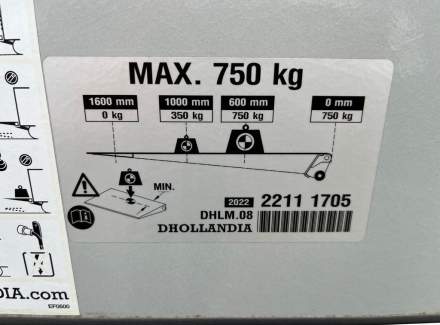 MAX. 750 kg
1600 mm 1000 mm 600 mm 0 mm
0 kg 350 kg 750 kg 750 kg
MIN.
2022 2211 1705
DHLM.08
DHOLLANDIA
DIA.com
EF0600